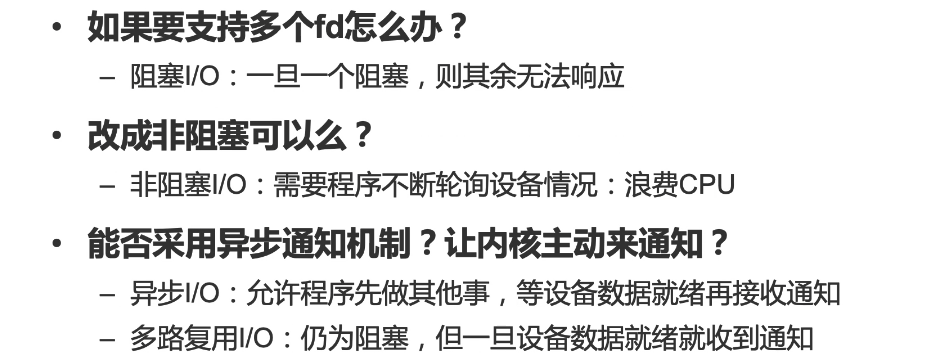 • 如果要支持多个fd怎么办？
– 阻塞I/O：一旦一个阻塞，则其余无法响应
• 改成非阻塞可以么？
– 非阻塞I/O：需要程序不断轮询设备情况：浪费CPU
• 能否采用异步通知机制？让内核主动来通知？
– 异步I/O：允许程序先做其他事，等设备数据就绪再接收通知
– 多路复用I/O：仍为阻塞，但一旦设备数据就绪就收到通知